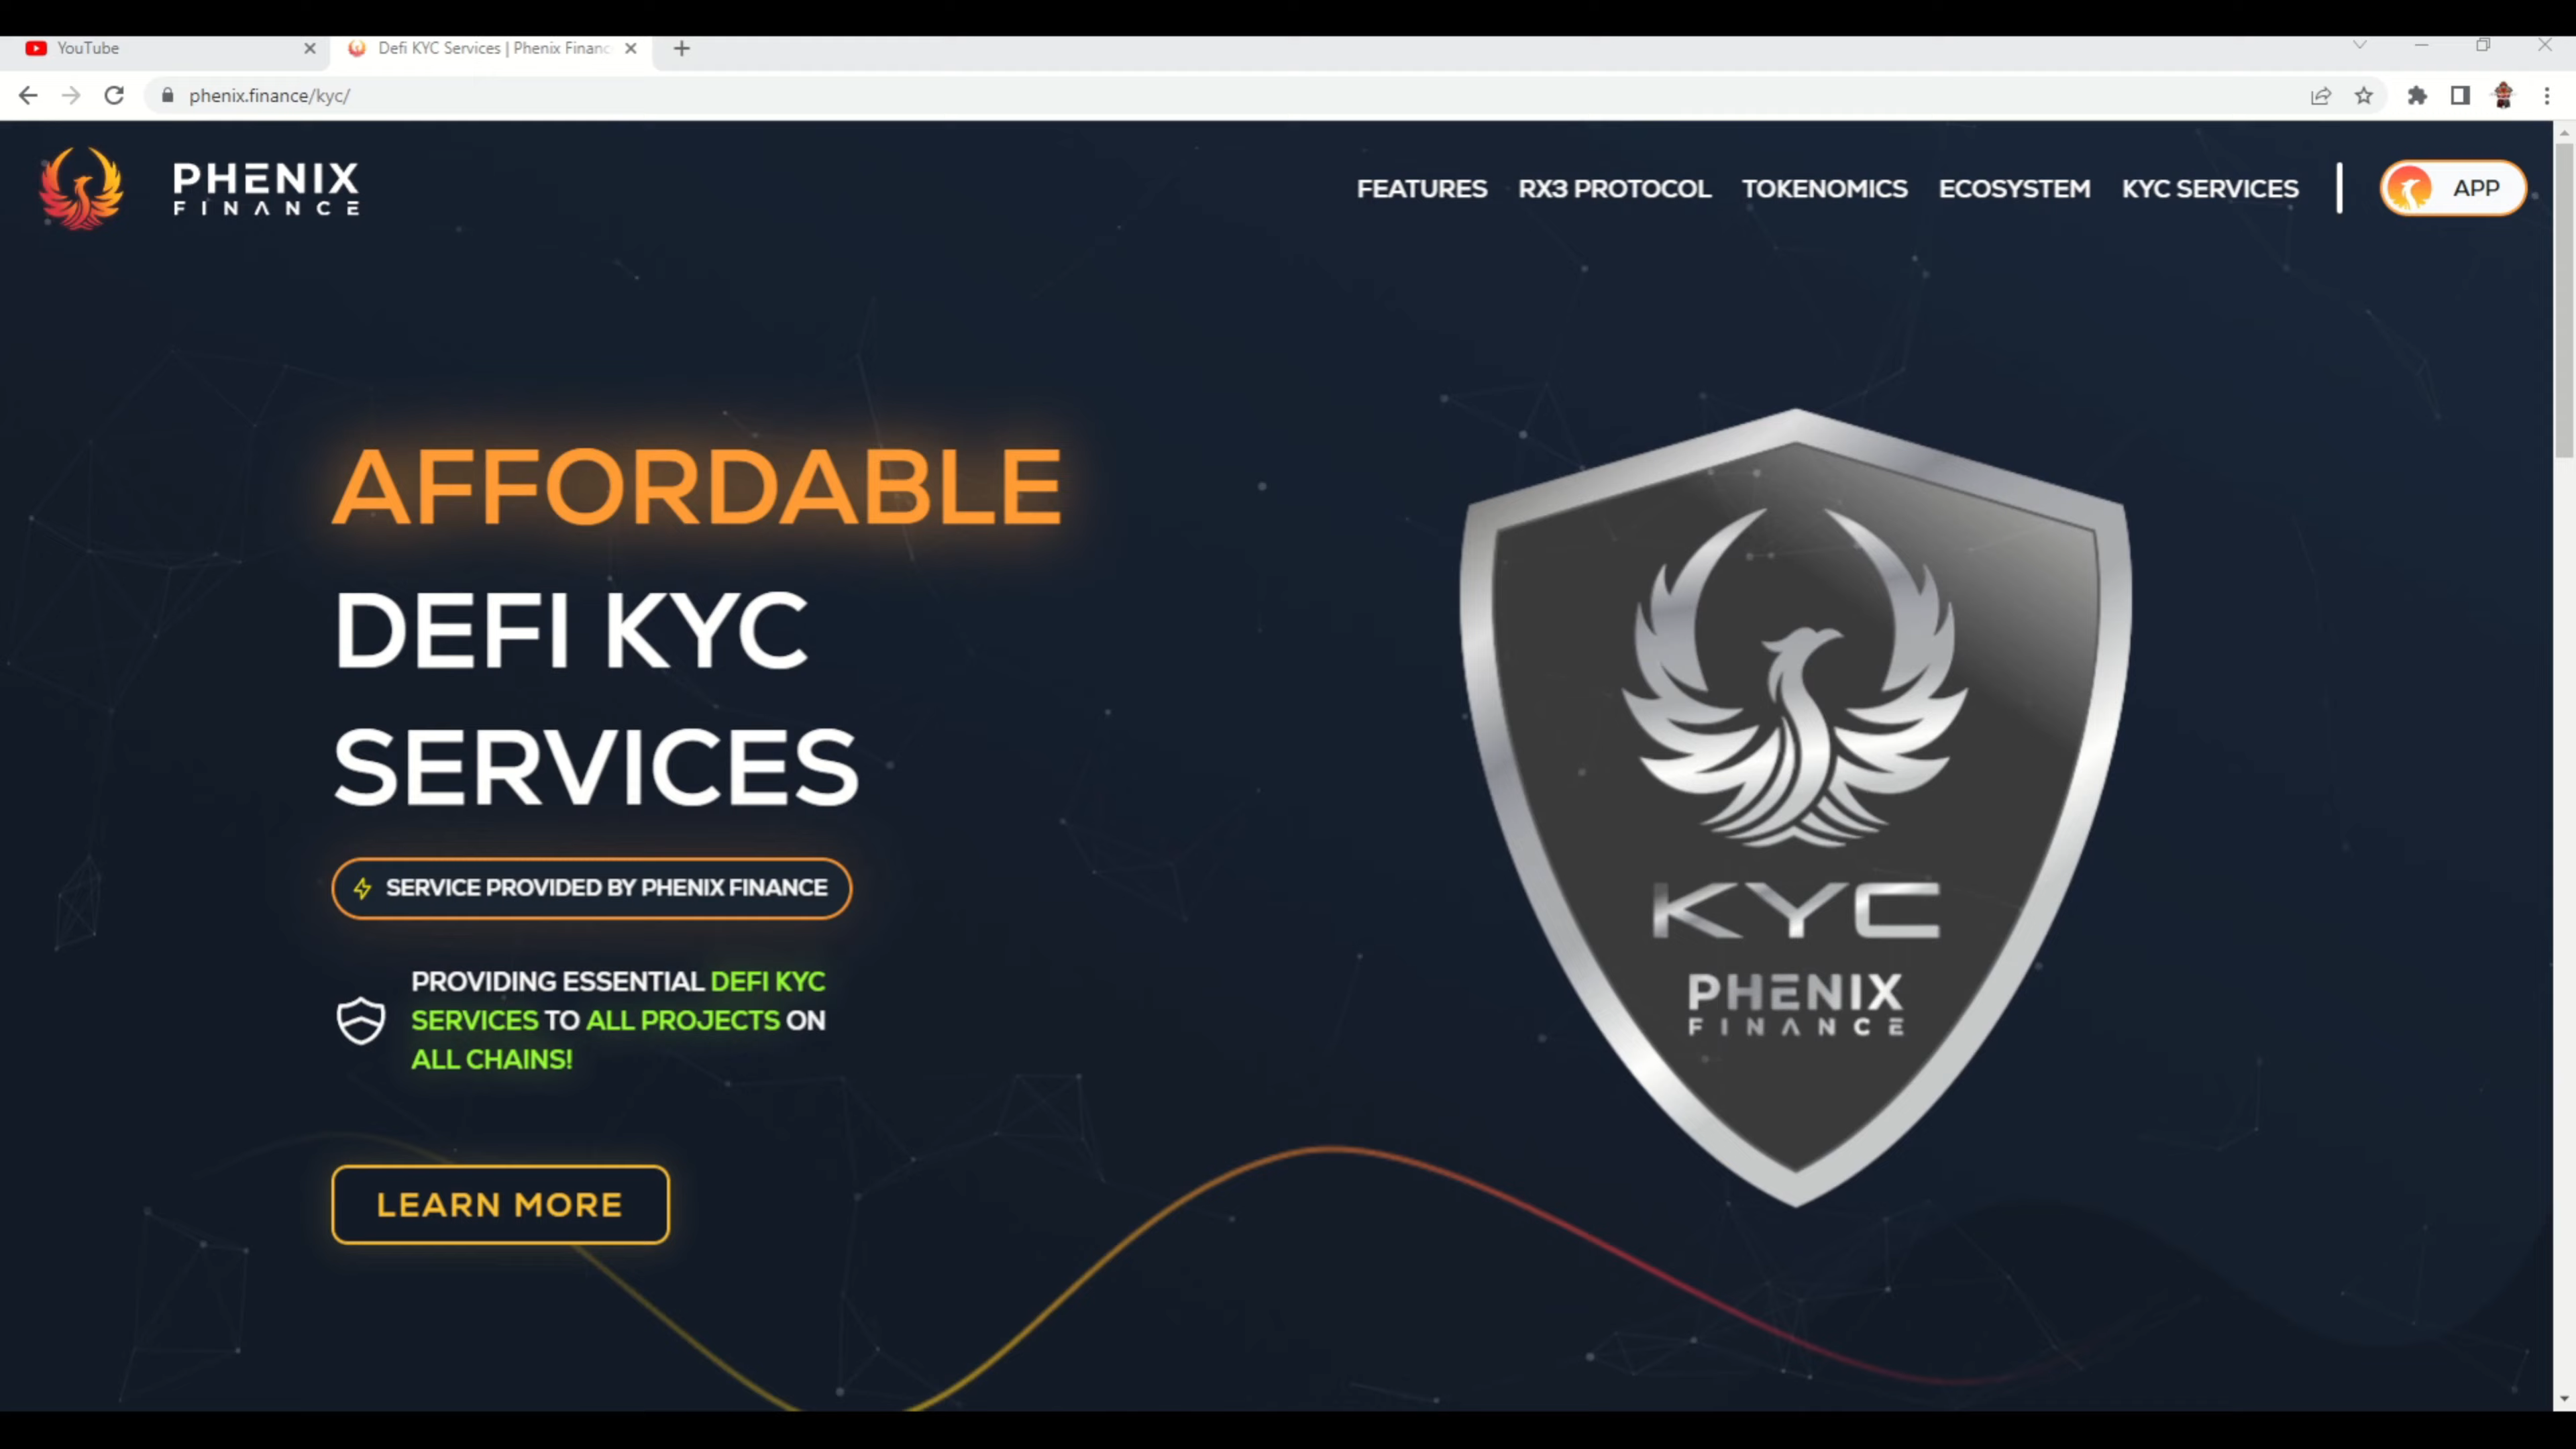 YouTube
Defi KYC Services | Phenix Financ
phenix.finance/kyc/
PHENIX
FINANCE
FEATURES RX3 PROTOCOL TOKENOMICS ECOSYSTEM KYC SERVICES APP
AFFORDABLE
DEFI KYC
SERVICES
SERVICE PROVIDED BY PHENIX FINANCE
PROVIDING ESSENTIAL DEFI KYC
SERVICES TO ALL PROJECTS ON
ALL CHAINS!
LEARN MORE
KYC
PHENIX
FINANCE